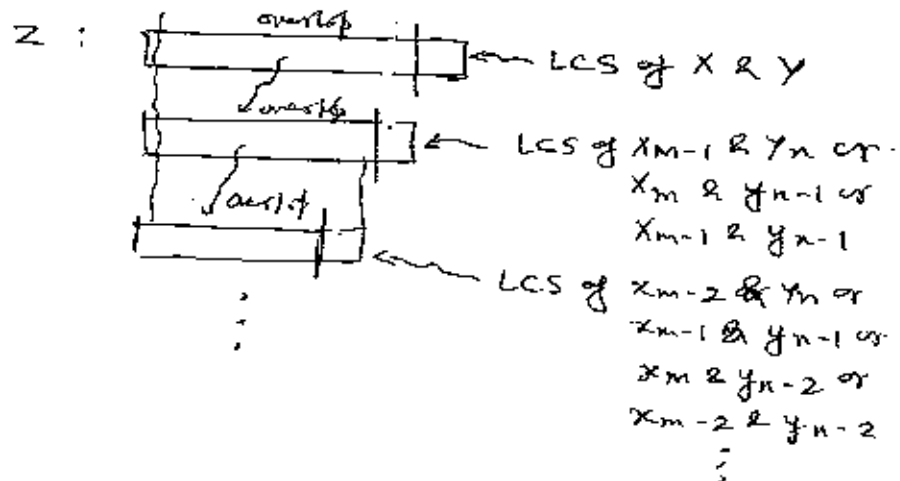 overlap
Z :
LCS of X & Y
overlap
LCS of Xm-1 & Yn or
Xm & yn-1 or
Xm-1 & yn-1
overlap
LCS of xm-2 & Yn or
xm-1 & yn-1 or
xm & yn-2 or
xm-2 & yn-2